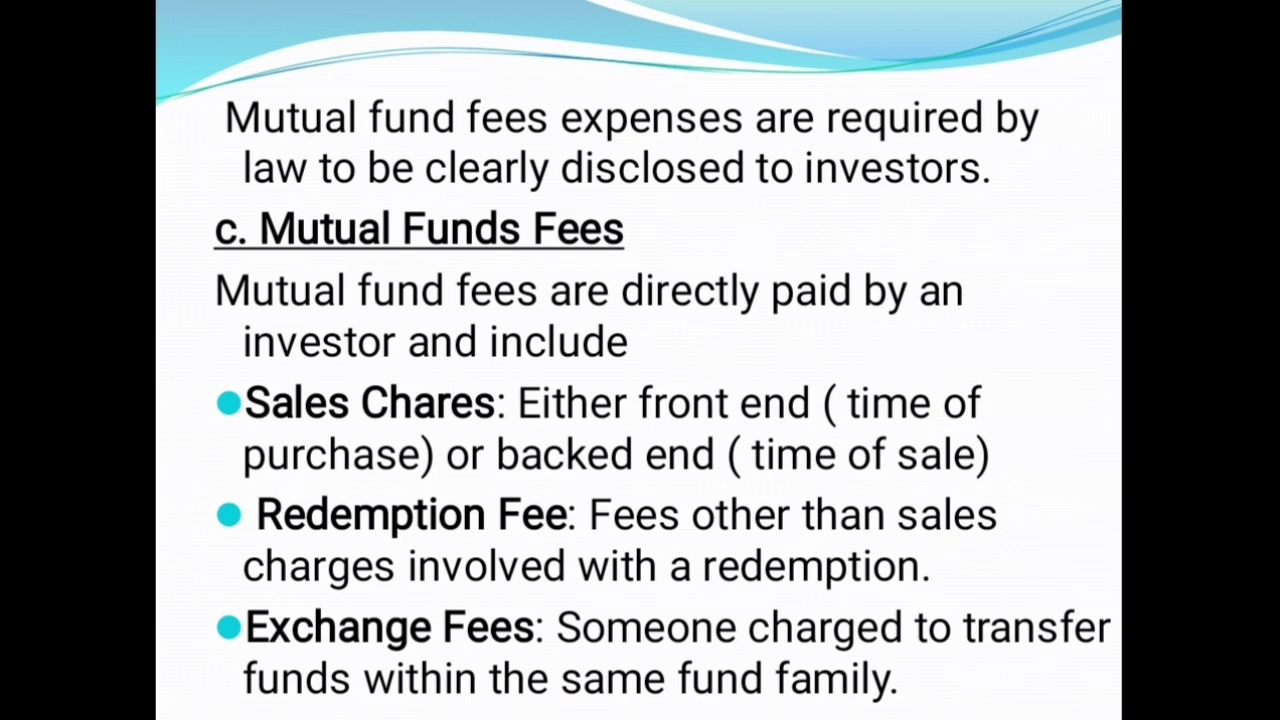 Mutual fund fees expenses are required by
law to be clearly disclosed to investors.
c. Mutual Funds Fees
Mutual fund fees are directly paid by an
investor and include
●Sales Chares: Either front end ( time of
purchase) or backed end ( time of sale)
● Redemption Fee: Fees other than sales
charges involved with a redemption.
●Exchange Fees: Someone charged to transfer
funds within the same fund family.